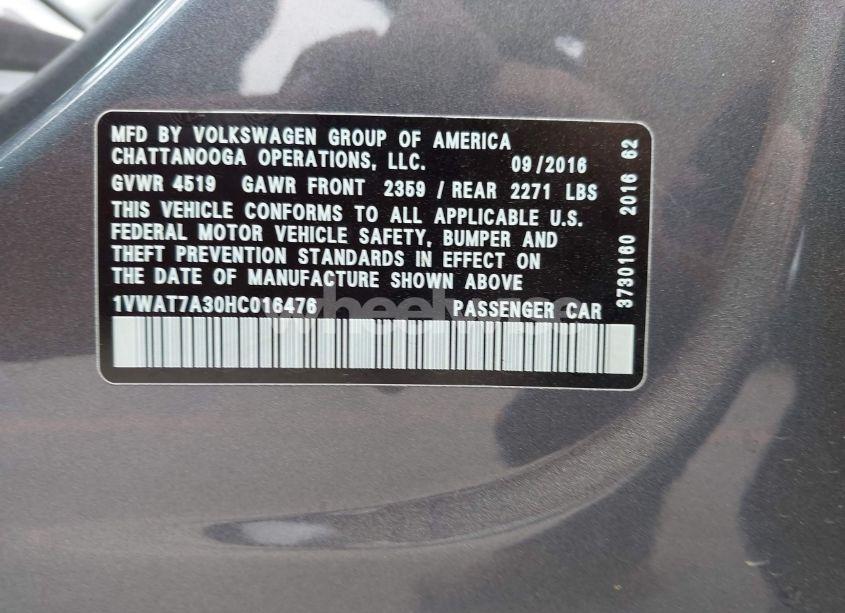 MFD BY VOLKSWAGEN GROUP OF AMERICA
CHATTANOOGA OPERATIONS, LLC. 09/2016
GVWR 4519 GAWR FRONT 2359 / REAR 2271 LBS
THIS VEHICLE CONFORMS TO ALL APPLICABLE U.S.
FEDERAL MOTOR VEHICLE SAFETY, BUMPER AND
THEFT PREVENTION STANDARDS IN EFFECT ON
THE DATE OF MANUFACTURE SHOWN ABOVE
1VWAT7A30HC016476 PASSENGER CAR
3730160 2016 62